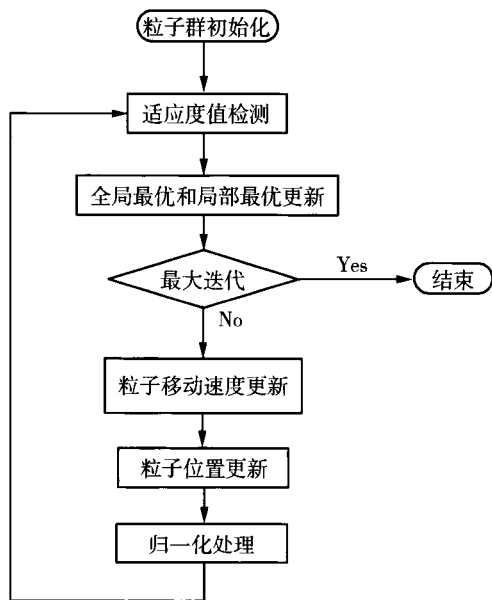 粒子群初始化
适应度值检测
全局最优和局部最优更新
最大迭代
Yes
结束
No
粒子移动速度更新
粒子位置更新
归一化处理